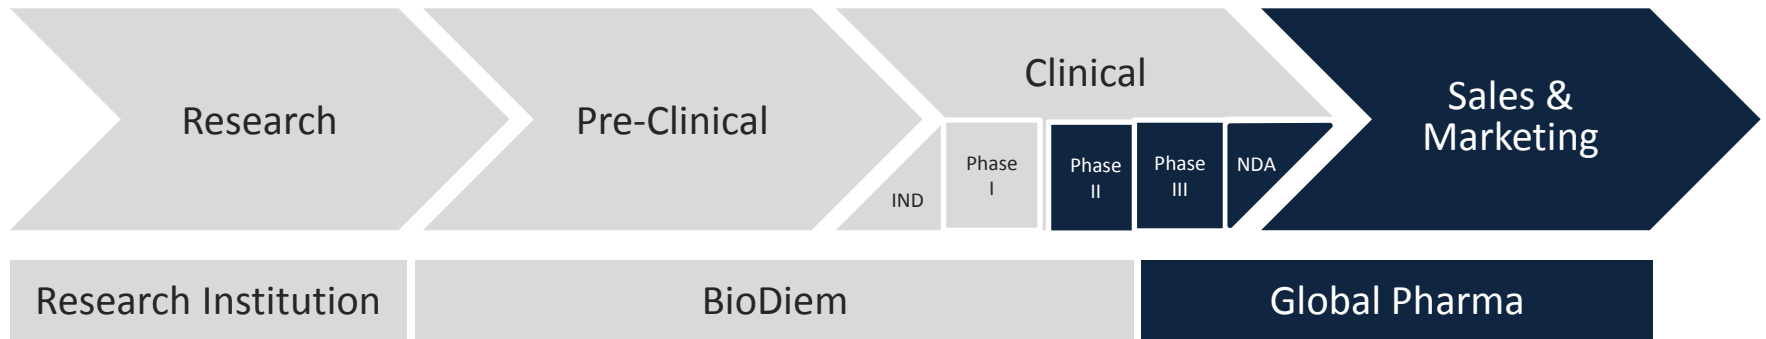 Research
Pre-Clinical
Clinical
IND
Phase
I
Phase
II
Phase
III
NDA
Sales &
Marketing
Research Institution
BioDiem
Global Pharma